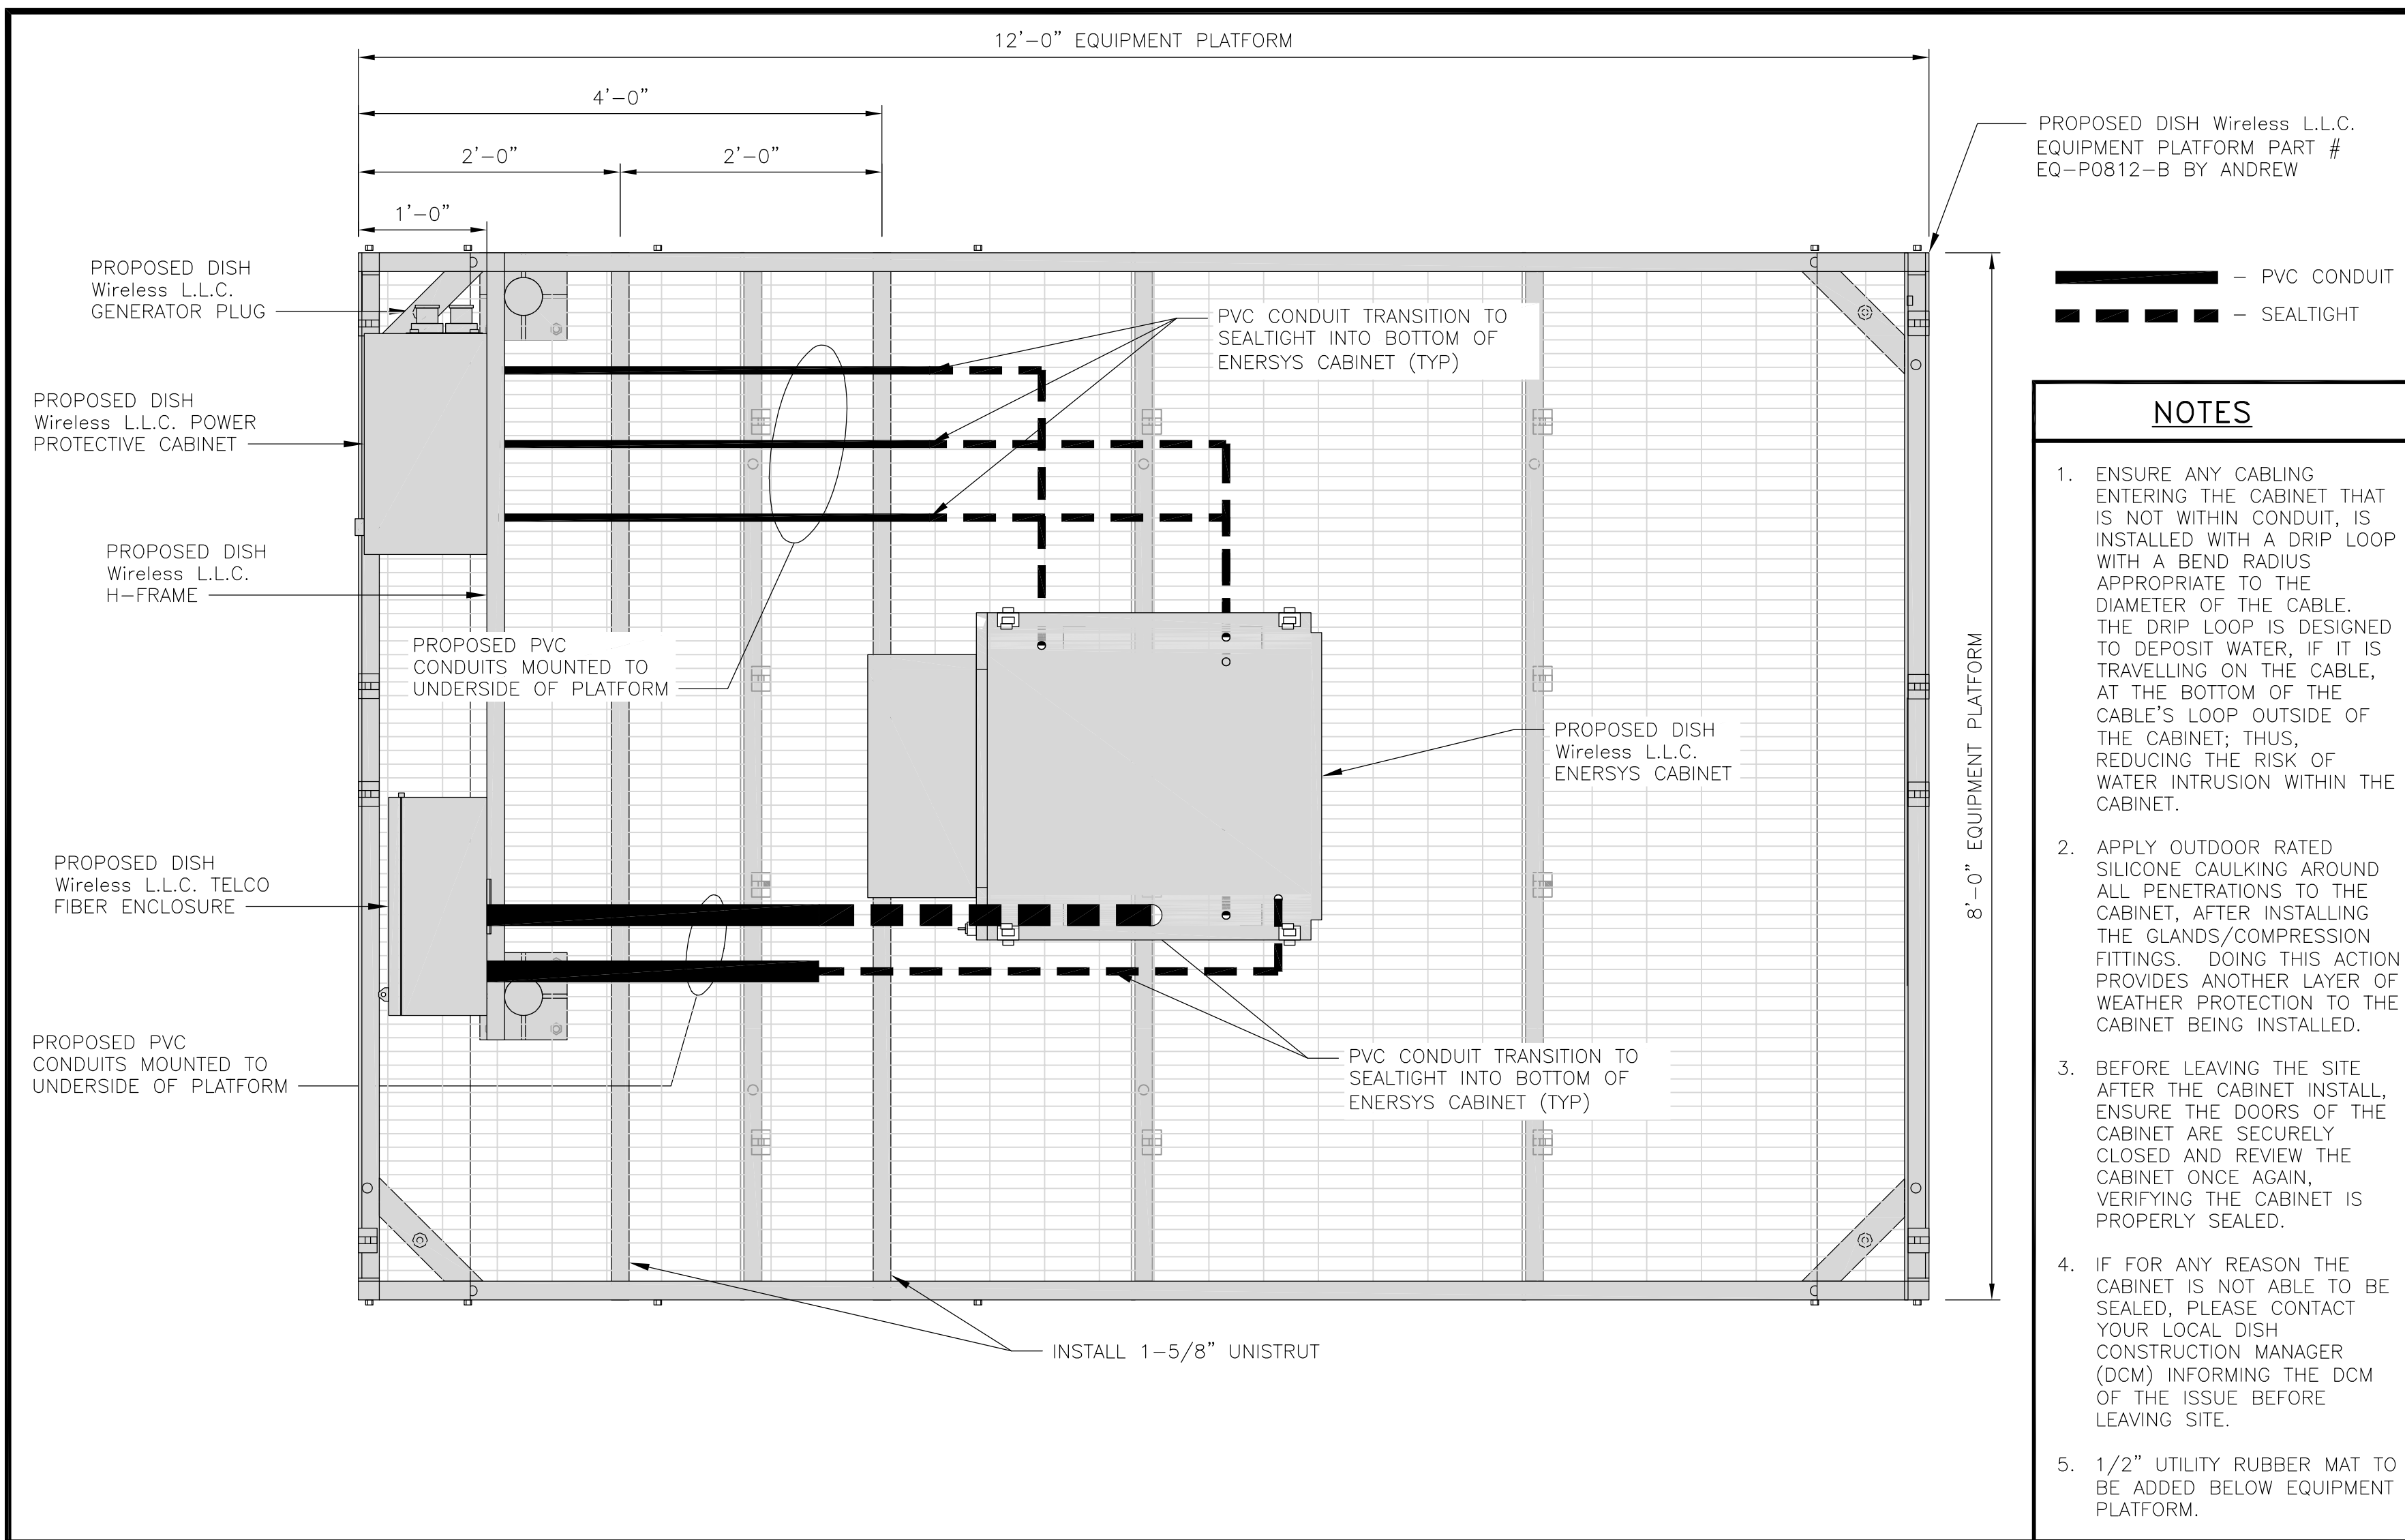 12'-0" EQUIPMENT PLATFORM
4'-0"
2'-0"
2'-0"
1'-0"
PROPOSED DISH Wireless L.L.C.
EQUIPMENT PLATFORM PART #
EQ-P0812-B BY ANDREW
- PVC CONDUIT
- SEALTIGHT
PROPOSED DISH
Wireless L.L.C.
GENERATOR PLUG
PROPOSED DISH
Wireless L.L.C. POWER
PROTECTIVE CABINET
PROPOSED DISH
Wireless L.L.C.
H-FRAME
PROPOSED PVC
CONDUITS MOUNTED TO
UNDERSIDE OF PLATFORM
PVC CONDUIT TRANSITION TO
SEALTIGHT INTO BOTTOM OF
ENERSYS CABINET (TYP)
PROPOSED DISH
Wireless L.L.C.
ENERSYS CABINET
8'-0" EQUIPMENT PLATFORM
PROPOSED DISH
Wireless L.L.C. TELCO
FIBER ENCLOSURE
PROPOSED PVC
CONDUITS MOUNTED TO
UNDERSIDE OF PLATFORM
PVC CONDUIT TRANSITION TO
SEALTIGHT INTO BOTTOM OF
ENERSYS CABINET (TYP)
INSTALL 1-5/8" UNISTRUT
NOTES
1. ENSURE ANY CABLING
ENTERING THE CABINET THAT
IS NOT WITHIN CONDUIT, IS
INSTALLED WITH A DRIP LOOP
WITH A BEND RADIUS
APPROPRIATE TO THE
DIAMETER OF THE CABLE.
THE DRIP LOOP IS DESIGNED
TO DEPOSIT WATER, IF IT IS
TRAVELLING ON THE CABLE,
AT THE BOTTOM OF THE
CABLE'S LOOP OUTSIDE OF
THE CABINET; THUS,
REDUCING THE RISK OF
WATER INTRUSION WITHIN THE
CABINET.
2. APPLY OUTDOOR RATED
SILICONE CAULKING AROUND
ALL PENETRATIONS TO THE
CABINET, AFTER INSTALLING
THE GLANDS/COMPRESSION
FITTINGS. DOING THIS ACTION
PROVIDES ANOTHER LAYER OF
WEATHER PROTECTION TO THE
CABINET BEING INSTALLED.
3. BEFORE LEAVING THE SITE
AFTER THE CABINET INSTALL,
ENSURE THE DOORS OF THE
CABINET ARE SECURELY
CLOSED AND REVIEW THE
CABINET ONCE AGAIN,
VERIFYING THE CABINET IS
PROPERLY SEALED.
4. IF FOR ANY REASON THE
CABINET IS NOT ABLE TO BE
SEALED, PLEASE CONTACT
YOUR LOCAL DISH
CONSTRUCTION MANAGER
(DCM) INFORMING THE DCM
OF THE ISSUE BEFORE
LEAVING SITE.
5. 1/2" UTILITY RUBBER MAT TO
BE ADDED BELOW EQUIPMENT
PLATFORM.